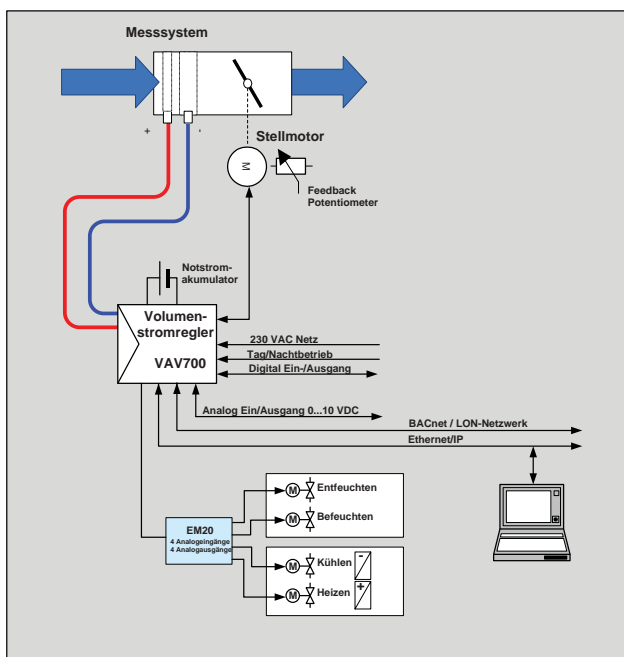 Messsystem
+
-
Stellmotor
M
Feedback
Potentiometer
Notstrom-
akumulator
Volumen-
stromregler
VAV700
230 VAC Netz
Tag/Nachtbetrieb
Digital Ein-/Ausgang
Analog Ein/Ausgang 0...10 VDC
BACnet / LON-Netzwerk
Ethernet/IP
EM20
4 Analogeingänge
4 Analogausgänge
M Entfeuchten
M Befeuchten
M Kühlen -
M Heizen +